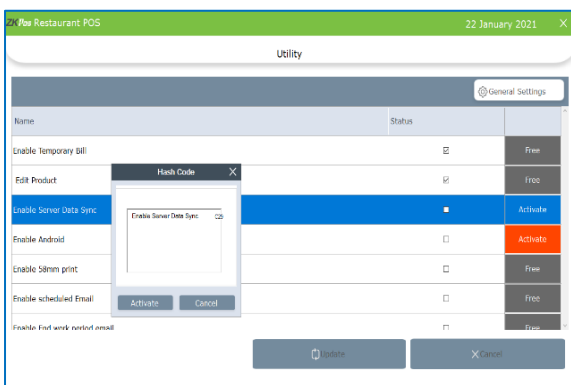 ZKPos Restaurant POS 22 January 2021 X
Utility
General Settings
Name Status
Enable Temporary Bill Free
Edit Product Free
Hash Code X
Enable Server Data Sync
Activate Cancel
Enable Server Data Sync Activate
Enable Android Activate
Enable 58mm print Free
Enable scheduled Email Free
Enable End work period email Free
Update Cancel